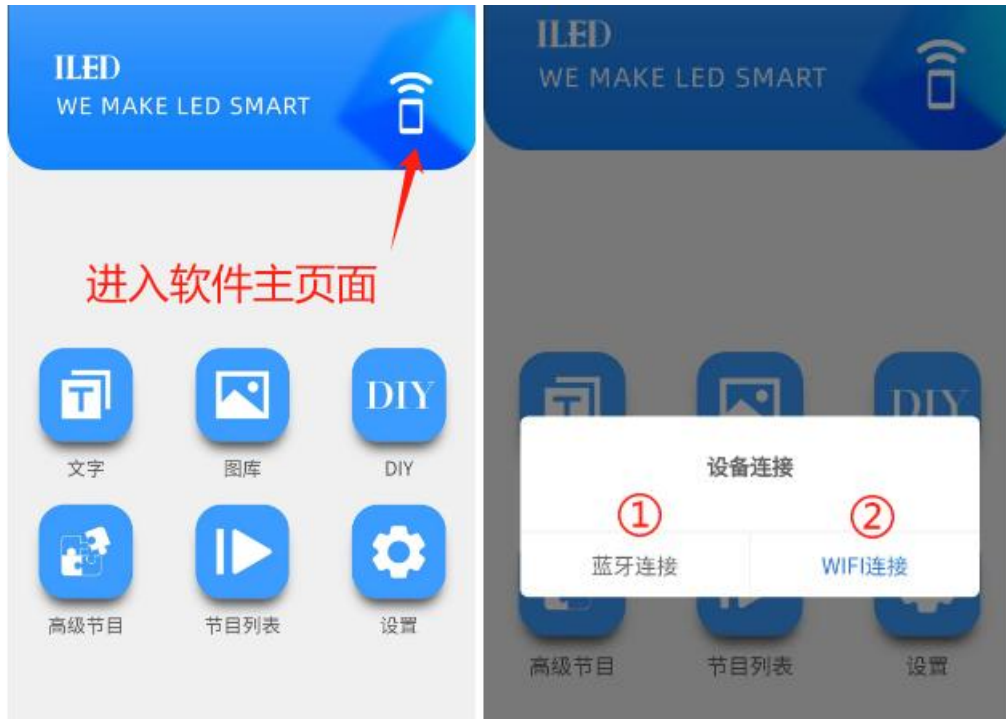 ILED
WE MAKE LED SMART
进入软件主页面
T
DIY
文字
图库
DIY
高级节目
节目列表
设置
ILED
WE MAKE LED SMART
T
DIY
设备连接
①
②
蓝牙连接
WIFI连接
高级节目
节目列表
设置